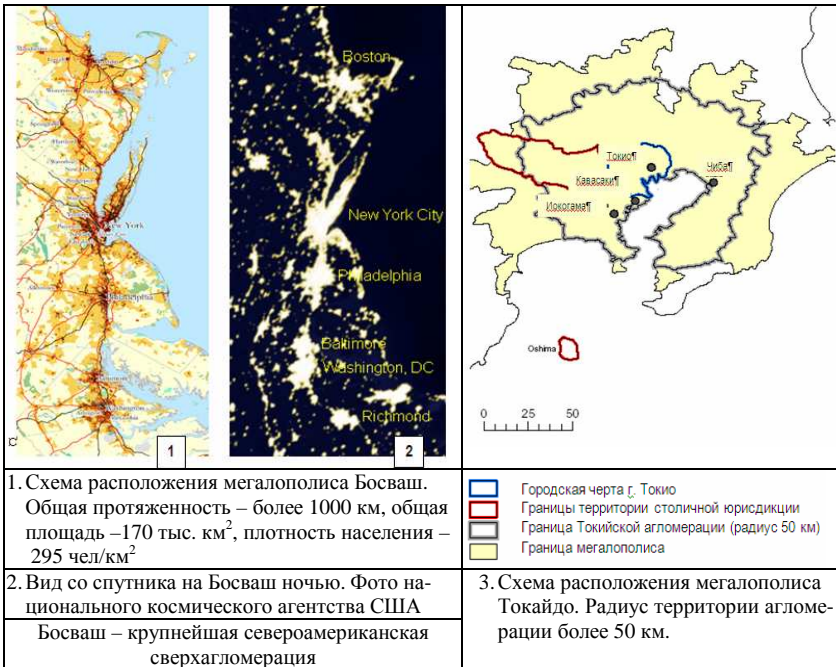 Boston
New York City
Philadelphia
Baltimore
Washington, DC
Richmond
New York
Philadelphia
1
2
Токио¶
Чиба¶
Кавасаки¶
Иокогама¶
Oshima
0 25 50
1. Схема расположения мегалополиса Босваш.
Общая протяженность – более 1000 км, общая
площадь –170 тыс. км2, плотность населения –
295 чел/км2
Городская черта г. Токио
Границы территории столичной юрисдикции
Граница Токийской агломерации (радиус 50 км)
Граница мегалополиса
2. Вид со спутника на Босваш ночью. Фото на-
ционального космического агентства США
Босваш – крупнейшая североамериканская
сверхагломерация
3. Схема расположения мегалополиса
Токайдо. Радиус территории агломе-
рации более 50 км.